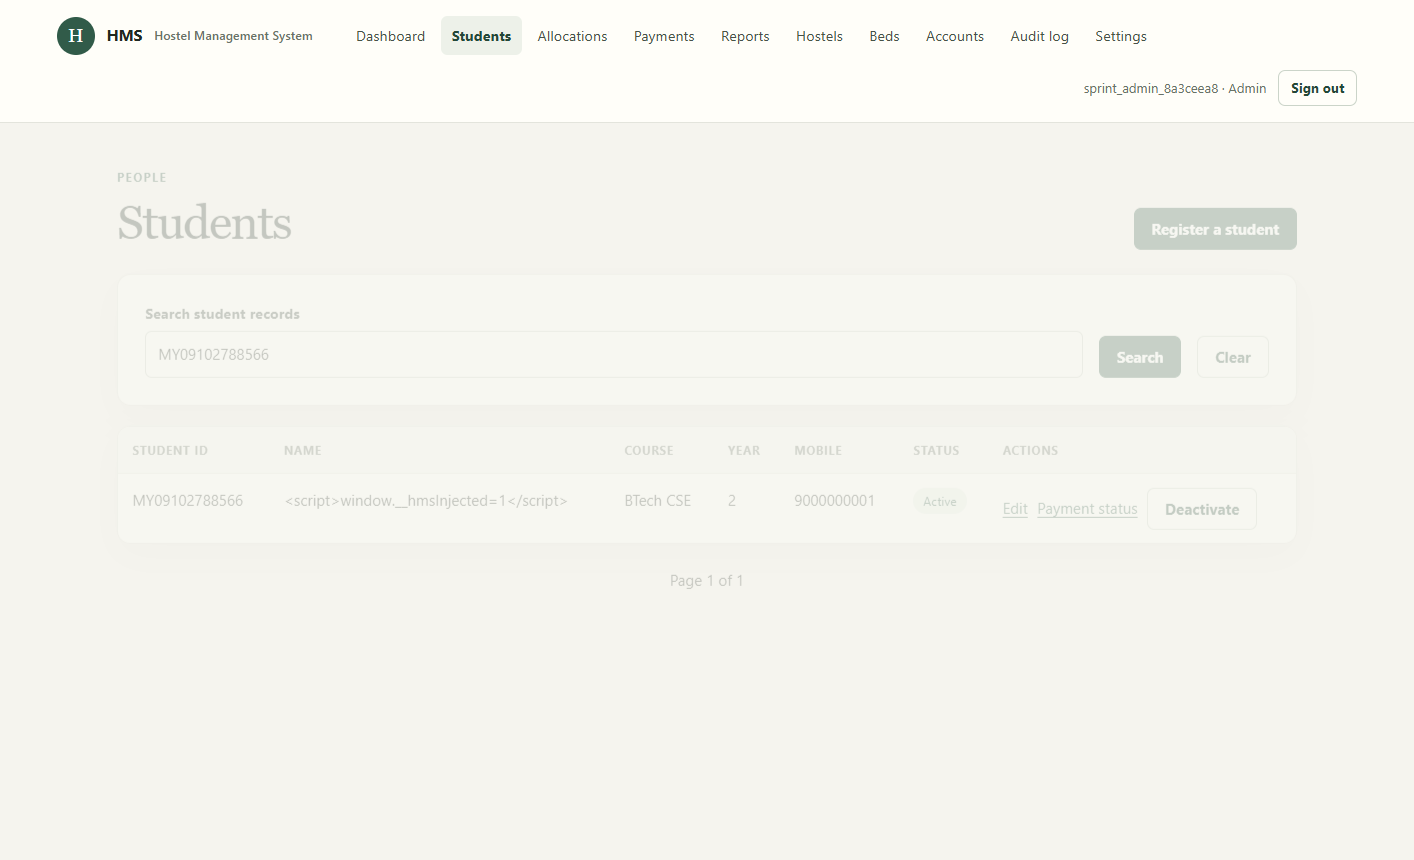 H HMS Hostel Management System Dashboard Students Allocations Payments Reports Hostels Beds Accounts Audit log Settings
sprint_admin_8a3ceea8 · Admin Sign out
PEOPLE
Students
Register a student
Search student records
MY09102788566 Search Clear
STUDENT ID NAME COURSE YEAR MOBILE STATUS ACTIONS
MY09102788566 <script>window.__hmsInjected=1</script> BTech CSE 2 9000000001 Active Edit Payment status Deactivate
Page 1 of 1